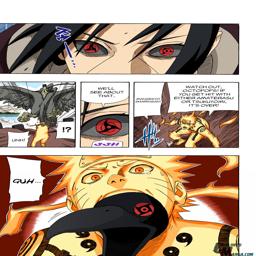 WE'LL
SEE ABOUT
THAT!
WATCH OUT,
OCTOPOPS! IF
YOU GET HIT
WITH EITHER
AMATERASU
OR TSUKUYOMI,
IT'S OVER!
!?
UNH!
GUH...